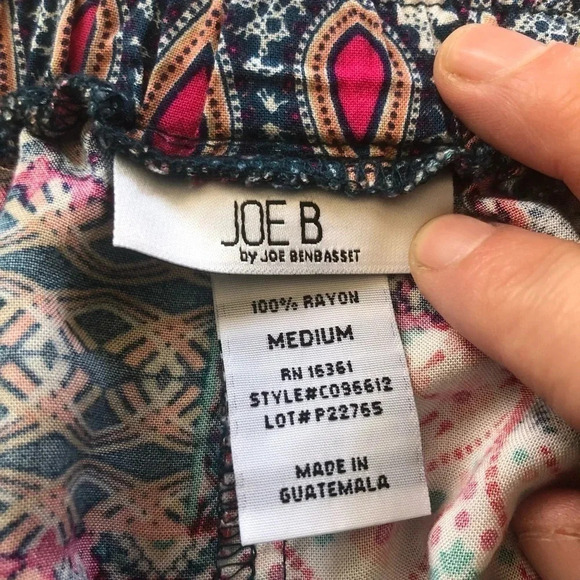 JOE B
by JOE BENBASSET
100% RAYON
MEDIUM
RN 16361
STYLE#C096612
LOT# P22765
MADE IN
GUATEMALA